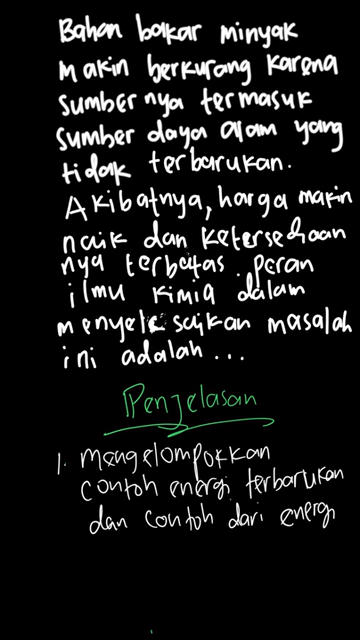 Bahan bakar minyak
makin berkurang karena
sumber nya termasuk
sumber daya alam yang
tidak terbarukan.
Akibatnya, harga makin
naik dan ketersediaan
nya terbatas. peran
ilmu kimia dalam
menyelesaikan masalah
ini adalah ...
Penjelasan
1. mengelompokkan
contoh energi terbarukan
dan contoh dari energi